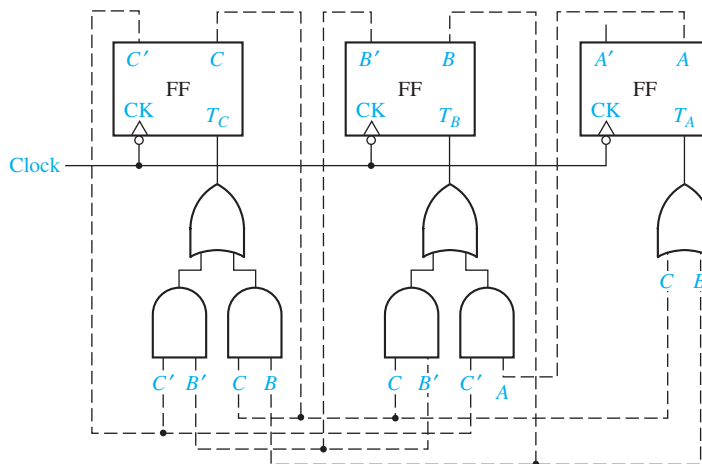 C′ C B′ B A′ A
FF FF FF
CK T_C CK T_B CK T_A
Clock
C B
C′ B′ C B C B′ C′ A